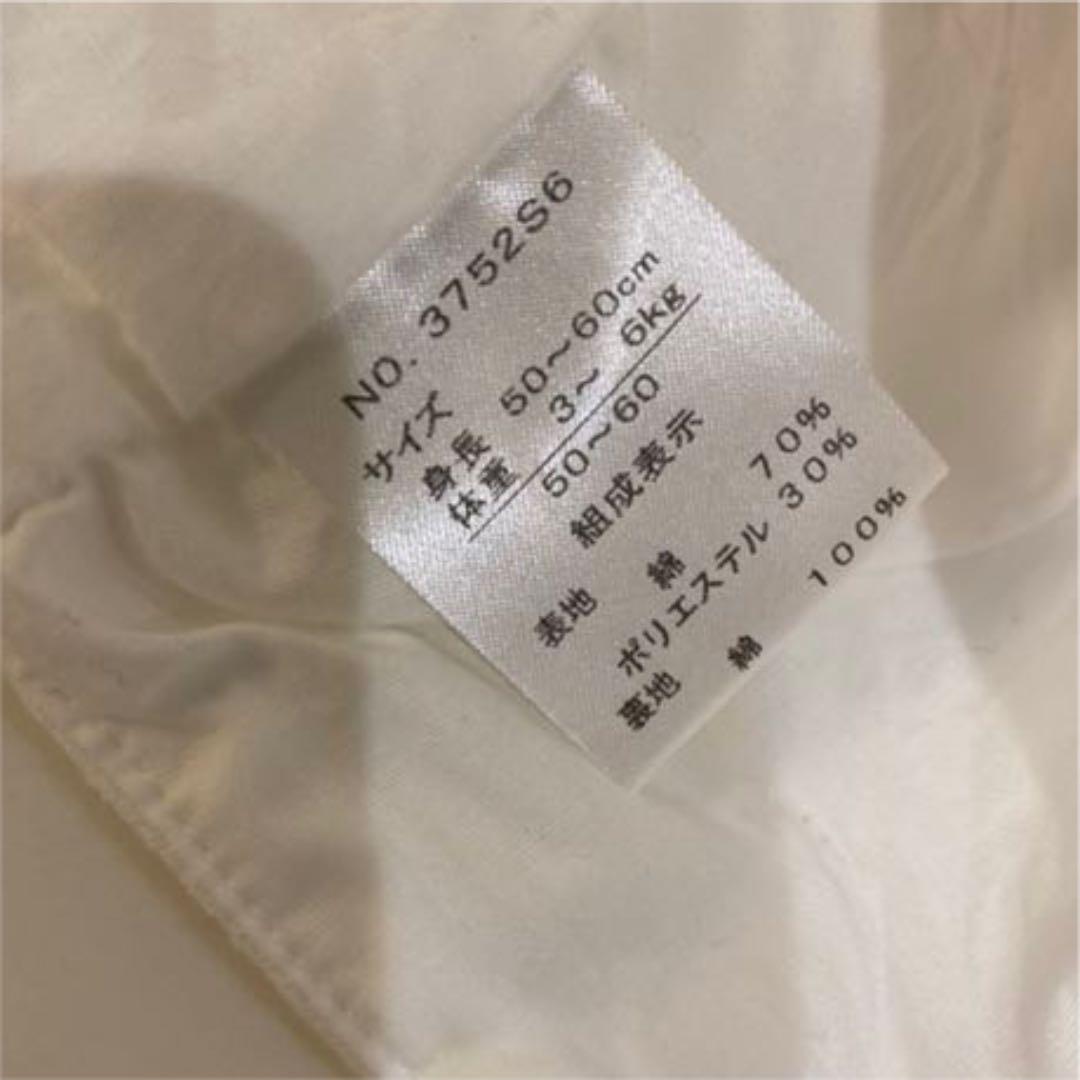 NO. 3752S6
サイズ
身長 50～60cm
体重 3～ 6kg
50～60
組成表示
表地 綿 70%
ポリエステル 30%
裏地 綿 100%